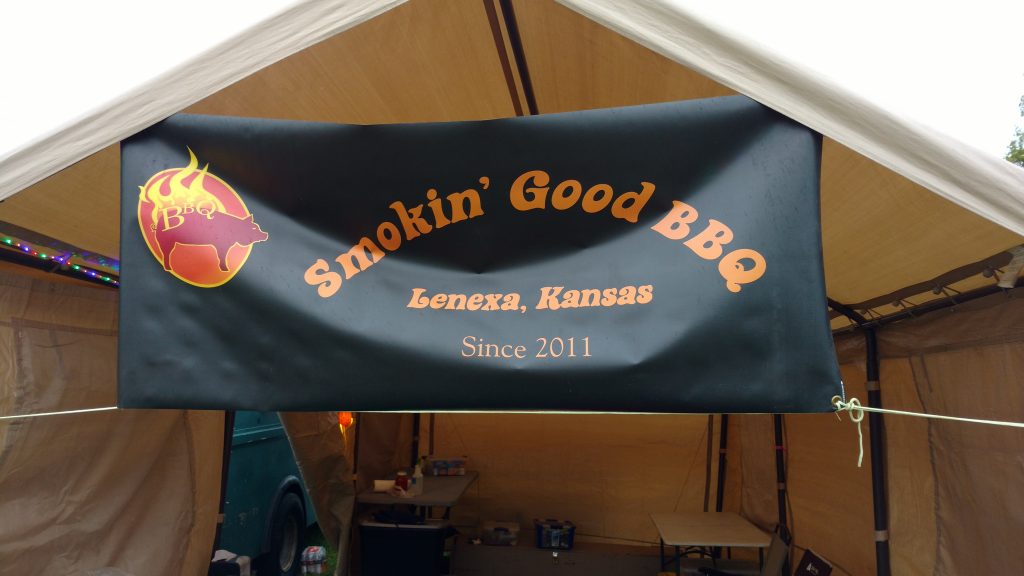 BBQ
Smokin' Good BBQ
Lenexa, Kansas
Since 2011